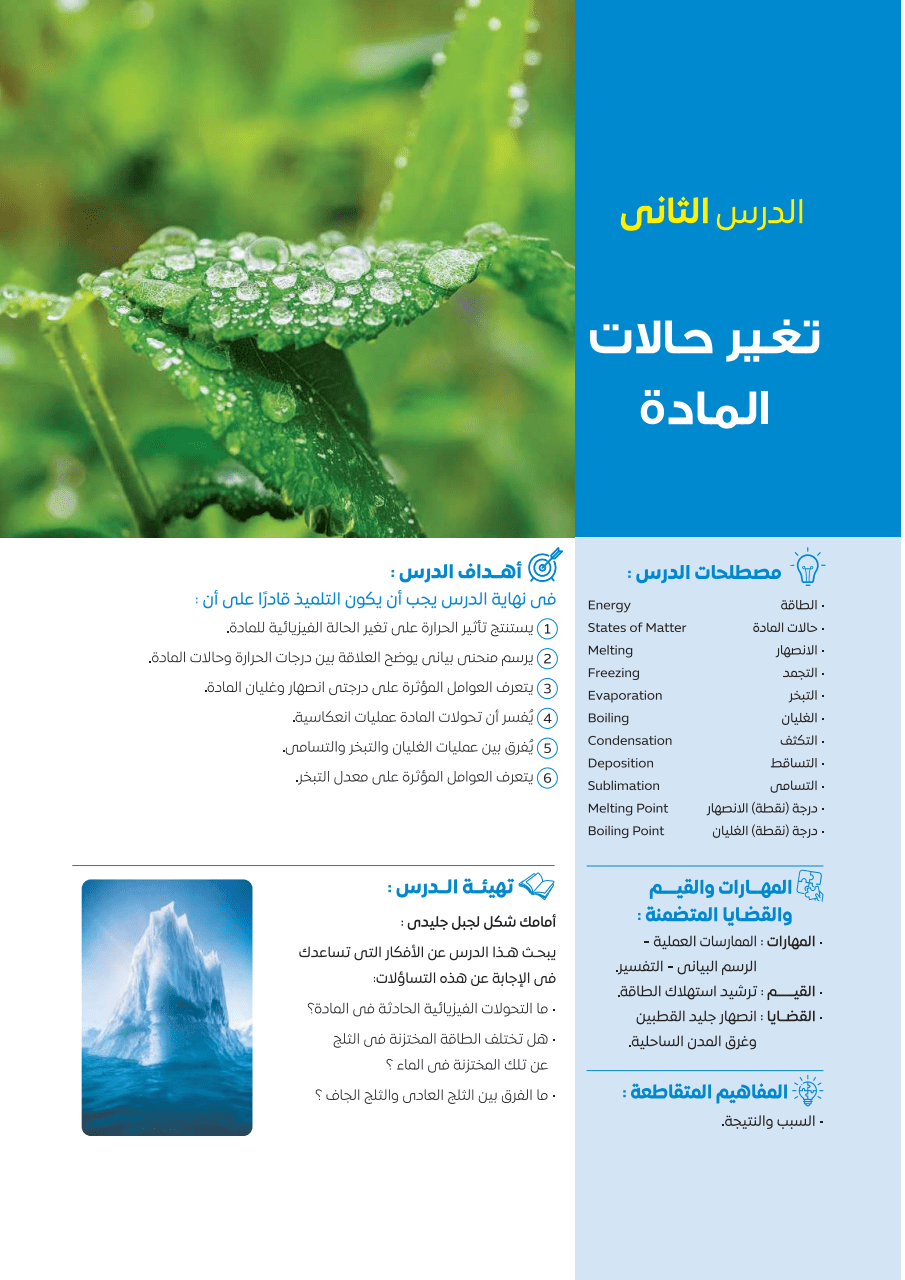 الدرس الثانى
تغير حالات
المادة
مصطلحات الدرس :
• الطاقة Energy
• حالات المادة States of Matter
• الانصهار Melting
• التجمد Freezing
• التبخر Evaporation
• الغليان Boiling
• التكثف Condensation
• التساقط Deposition
• التسامى Sublimation
• درجة (نقطة) الانصهار Melting Point
• درجة (نقطة) الغليان Boiling Point
المهـــارات والقيـــم
والقضـايا المتضمنة :
• المهارات : الممارسات العملية -
الرسم البيانى - التفسير.
• القيـــــم : ترشيد استهلاك الطاقة.
• القضــايا : انصهار جليد القطبين
وغرق المدن الساحلية.
المفاهيم المتقاطعة :
• السبب والنتيجة.
أهــداف الدرس :
فى نهاية الدرس يجب أن يكون التلميذ قادرًا على أن :
1 يستنتج تأثير الحرارة على تغير الحالة الفيزيائية للمادة.
2 يرسم منحنى بيانى يوضح العلاقة بين درجات الحرارة وحالات المادة.
3 يتعرف العوامل المؤثرة على درجتى انصهار وغليان المادة.
4 يُفسر أن تحولات المادة عمليات انعكاسية.
5 يُفرق بين عمليات الغليان والتبخر والتسامى.
6 يتعرف العوامل المؤثرة على معدل التبخر.
تهيئــة الــدرس :
أمامك شكل لجبل جليدى :
يبحـث هـذا الدرس عن الأفكار التى تساعدك
فى الإجابة عن هذه التساؤلات:
• ما التحولات الفيزيائية الحادثة فى المادة؟
• هل تختلف الطاقة المختزنة فى الثلج
عن تلك المختزنة فى الماء ؟
• ما الفرق بين الثلج العادى والثلج الجاف ؟